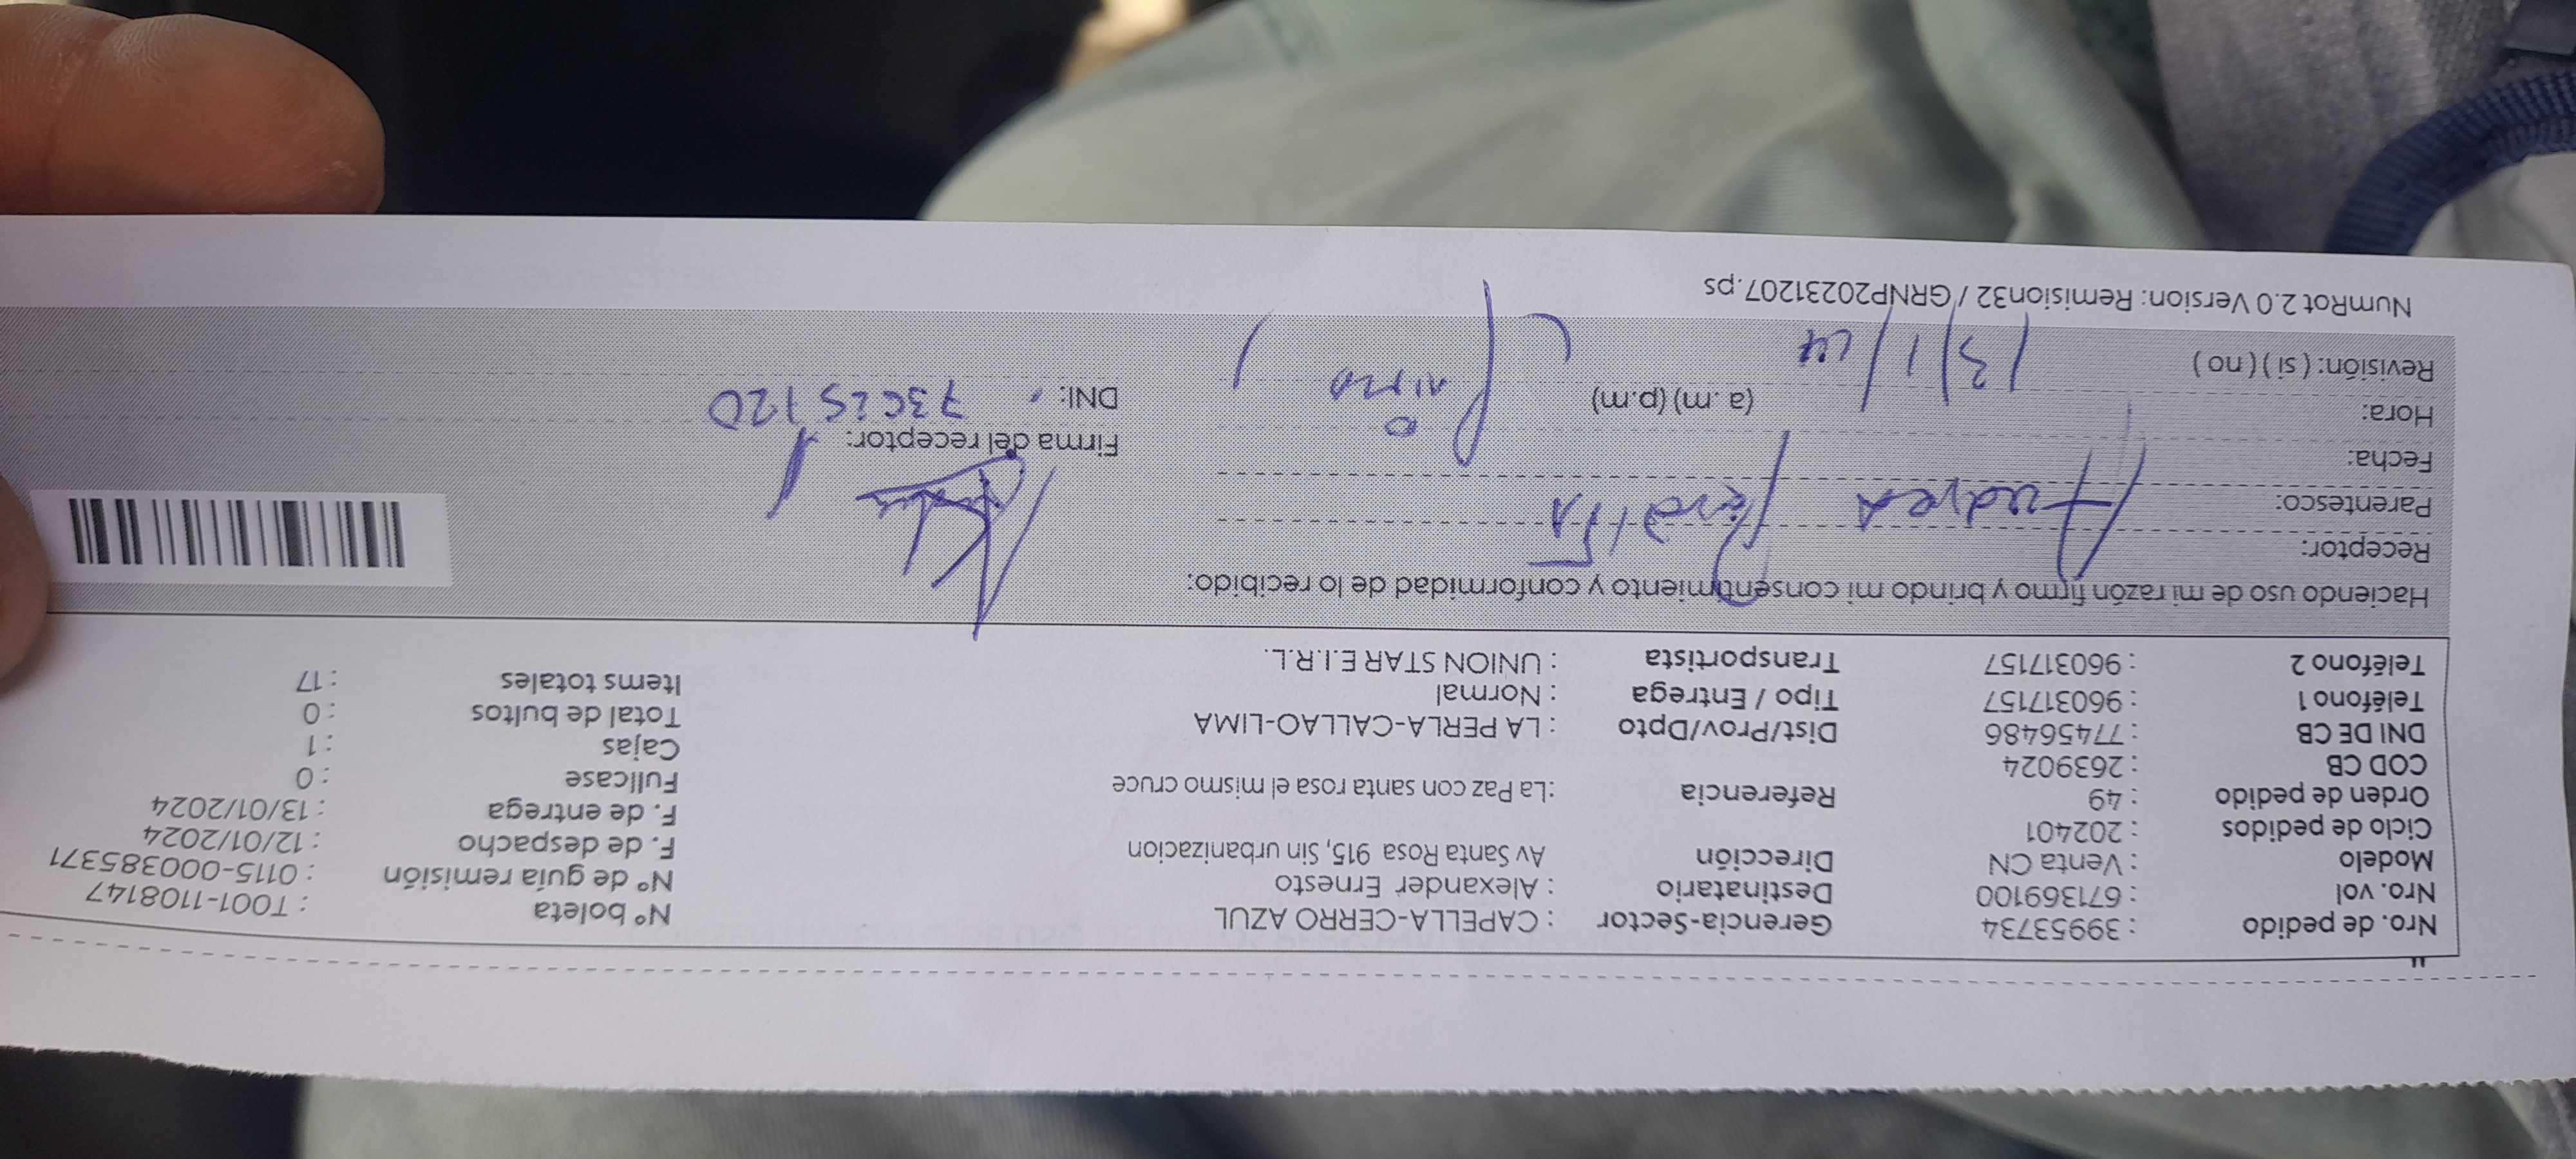 Nro. de pedido : 39953734 Gerencia-Sector : CAPELLA-CERRO AZUL Nº boleta : T001-1108147
Nro. vol : 671369100 Destinatario : Alexander Ernesto Nº de guía remisión : 0115-000385371
Modelo : Venta CN Dirección Av Santa Rosa 915, Sin urbanizacion F. de despacho : 12/01/2024
Ciclo de pedidos : 202401 F. de entrega : 13/01/2024
Orden de pedido : 49 Referencia : La Paz con santa rosa el mismo cruce Fullcase : 0
COD CB : 2639024 Cajas : 1
DNI DE CB : 77456486 Dist/Prov/Dpto : LA PERLA-CALLAO-LIMA Total de bultos : 0
Teléfono 1 : 960317157 Tipo / Entrega : Normal Items totales : 17
Teléfono 2 : 960317157 Transportista : UNION STAR E.I.R.L.
Haciendo uso de mi razón firmo y brindo mi consentimiento y conformidad de lo recibido:
Receptor:
Parentesco: Andrea
Fecha: Firma del receptor:
Hora: (a.m) (p.m) DNI:
Revisión: ( si ) ( no ) 13/1/24
NumRot 2.0 Version: Remision32 / GRNP20231207.ps